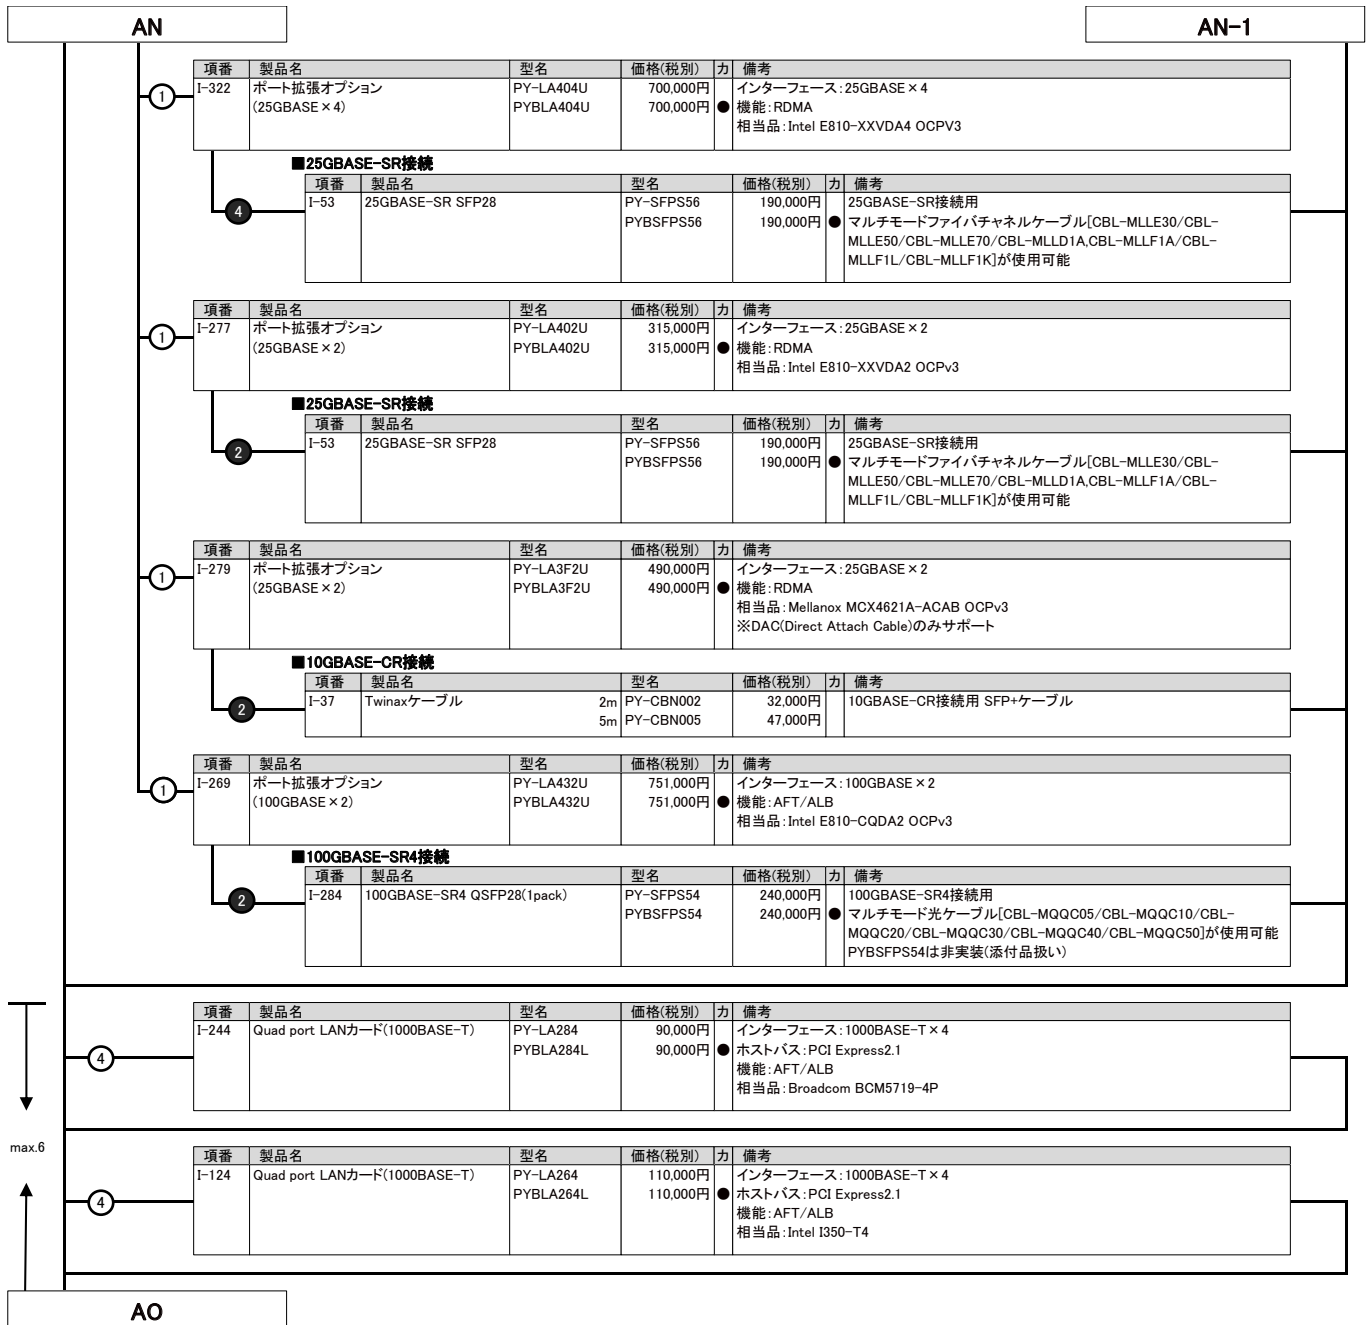 AN
AN-1
項番 製品名 型名 価格(税別) カ 備考
① I-322 ポート拡張オプション PY-LA404U 700,000円 インターフェース:25GBASE×4
(25GBASE×4) PYBLA404U 700,000円 ● 機能:RDMA
相当品:Intel E810-XXVDA4 OCPV3
■25GBASE-SR接続
項番 製品名 型名 価格(税別) カ 備考
4 I-53 25GBASE-SR SFP28 PY-SFPS56 190,000円 25GBASE-SR接続用
PYBSFPS56 190,000円 ● マルチモードファイバチャネルケーブル[CBL-MLLE30/CBL-
MLLE50/CBL-MLLE70/CBL-MLLD1A,CBL-MLLF1A/CBL-
MLLF1L/CBL-MLLF1K]が使用可能
項番 製品名 型名 価格(税別) カ 備考
① I-277 ポート拡張オプション PY-LA402U 315,000円 インターフェース:25GBASE×2
(25GBASE×2) PYBLA402U 315,000円 ● 機能:RDMA
相当品:Intel E810-XXVDA2 OCPv3
■25GBASE-SR接続
項番 製品名 型名 価格(税別) カ 備考
2 I-53 25GBASE-SR SFP28 PY-SFPS56 190,000円 25GBASE-SR接続用
PYBSFPS56 190,000円 ● マルチモードファイバチャネルケーブル[CBL-MLLE30/CBL-
MLLE50/CBL-MLLE70/CBL-MLLD1A,CBL-MLLF1A/CBL-
MLLF1L/CBL-MLLF1K]が使用可能
項番 製品名 型名 価格(税別) カ 備考
① I-279 ポート拡張オプション PY-LA3F2U 490,000円 インターフェース:25GBASE×2
(25GBASE×2) PYBLA3F2U 490,000円 ● 機能:RDMA
相当品:Mellanox MCX4621A-ACAB OCPv3
※DAC(Direct Attach Cable)のみサポート
■10GBASE-CR接続
項番 製品名 型名 価格(税別) カ 備考
2 I-37 Twinaxケーブル 2m PY-CBN002 32,000円 10GBASE-CR接続用 SFP+ケーブル
5m PY-CBN005 47,000円
項番 製品名 型名 価格(税別) カ 備考
① I-269 ポート拡張オプション PY-LA432U 751,000円 インターフェース:100GBASE×2
(100GBASE×2) PYBLA432U 751,000円 ● 機能:AFT/ALB
相当品:Intel E810-CQDA2 OCPv3
■100GBASE-SR4接続
項番 製品名 型名 価格(税別) カ 備考
2 I-284 100GBASE-SR4 QSFP28(1pack) PY-SFPS54 240,000円 100GBASE-SR4接続用
PYBSFPS54 240,000円 ● マルチモード光ケーブル[CBL-MQQC05/CBL-MQQC10/CBL-
MQQC20/CBL-MQQC30/CBL-MQQC40/CBL-MQQC50]が使用可能
PYBSFPS54は非実装(添付品扱い)
項番 製品名 型名 価格(税別) カ 備考
④ I-244 Quad port LANカード(1000BASE-T) PY-LA284 90,000円 インターフェース:1000BASE-T×4
PYBLA284L 90,000円 ● ホストバス:PCI Express2.1
機能:AFT/ALB
相当品:Broadcom BCM5719-4P
max.6
項番 製品名 型名 価格(税別) カ 備考
④ I-124 Quad port LANカード(1000BASE-T) PY-LA264 110,000円 インターフェース:1000BASE-T×4
PYBLA264L 110,000円 ● ホストバス:PCI Express2.1
機能:AFT/ALB
相当品:Intel I350-T4
AO